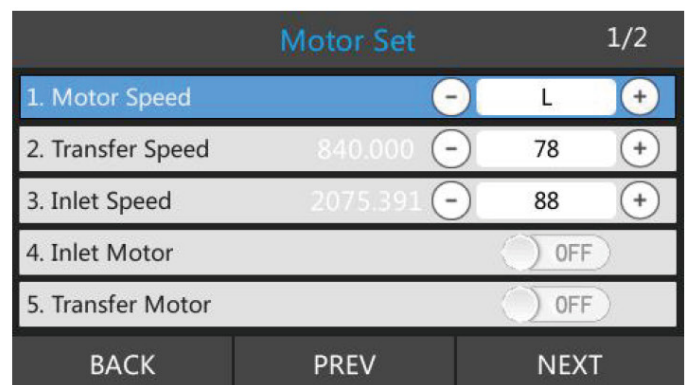 Motor Set 1/2
1. Motor Speed - L +
2. Transfer Speed 840.000 - 78 +
3. Inlet Speed 2075.391 - 88 +
4. Inlet Motor OFF
5. Transfer Motor OFF
BACK PREV NEXT